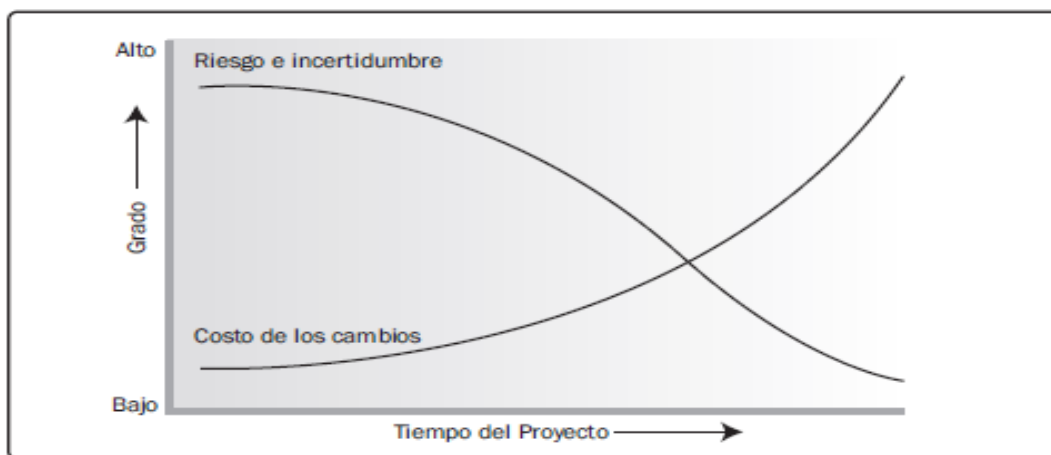 Alto
Riesgo e incertidumbre
Grado
Costo de los cambios
Bajo
Tiempo del Proyecto